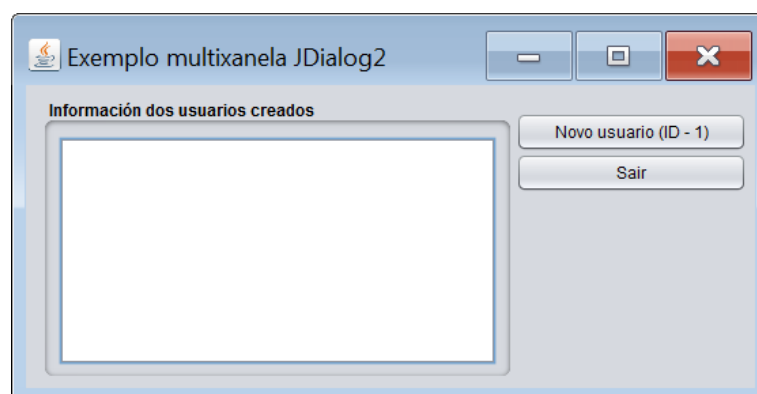 Exemplo multixanela JDialog2
Información dos usuarios creados
Novo usuario (ID - 1)
Sair